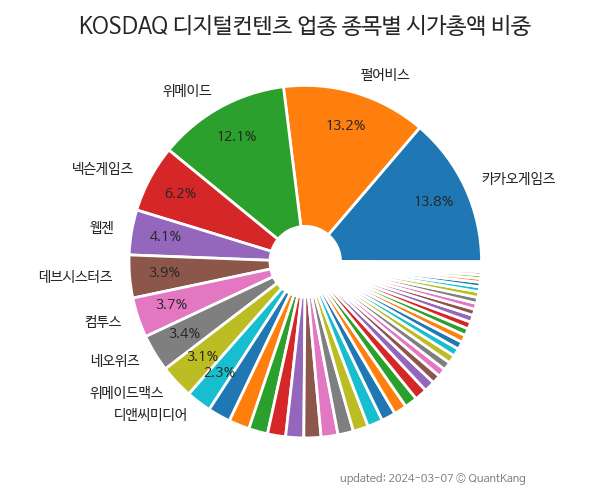 KOSDAQ 디지털컨텐츠 업종 종목별 시가총액 비중
펄어비스
위메이드
13.2%
12.1%
넥슨게임즈
카카오게임즈
6.2%
13.8%
웹젠
4.1%
데브시스터즈
3.9%
3.7%
컴투스
3.4%
네오위즈
3.1%
2.3%
위메이드맥스
디앤씨미디어
updated: 2024-03-07 © QuantKang